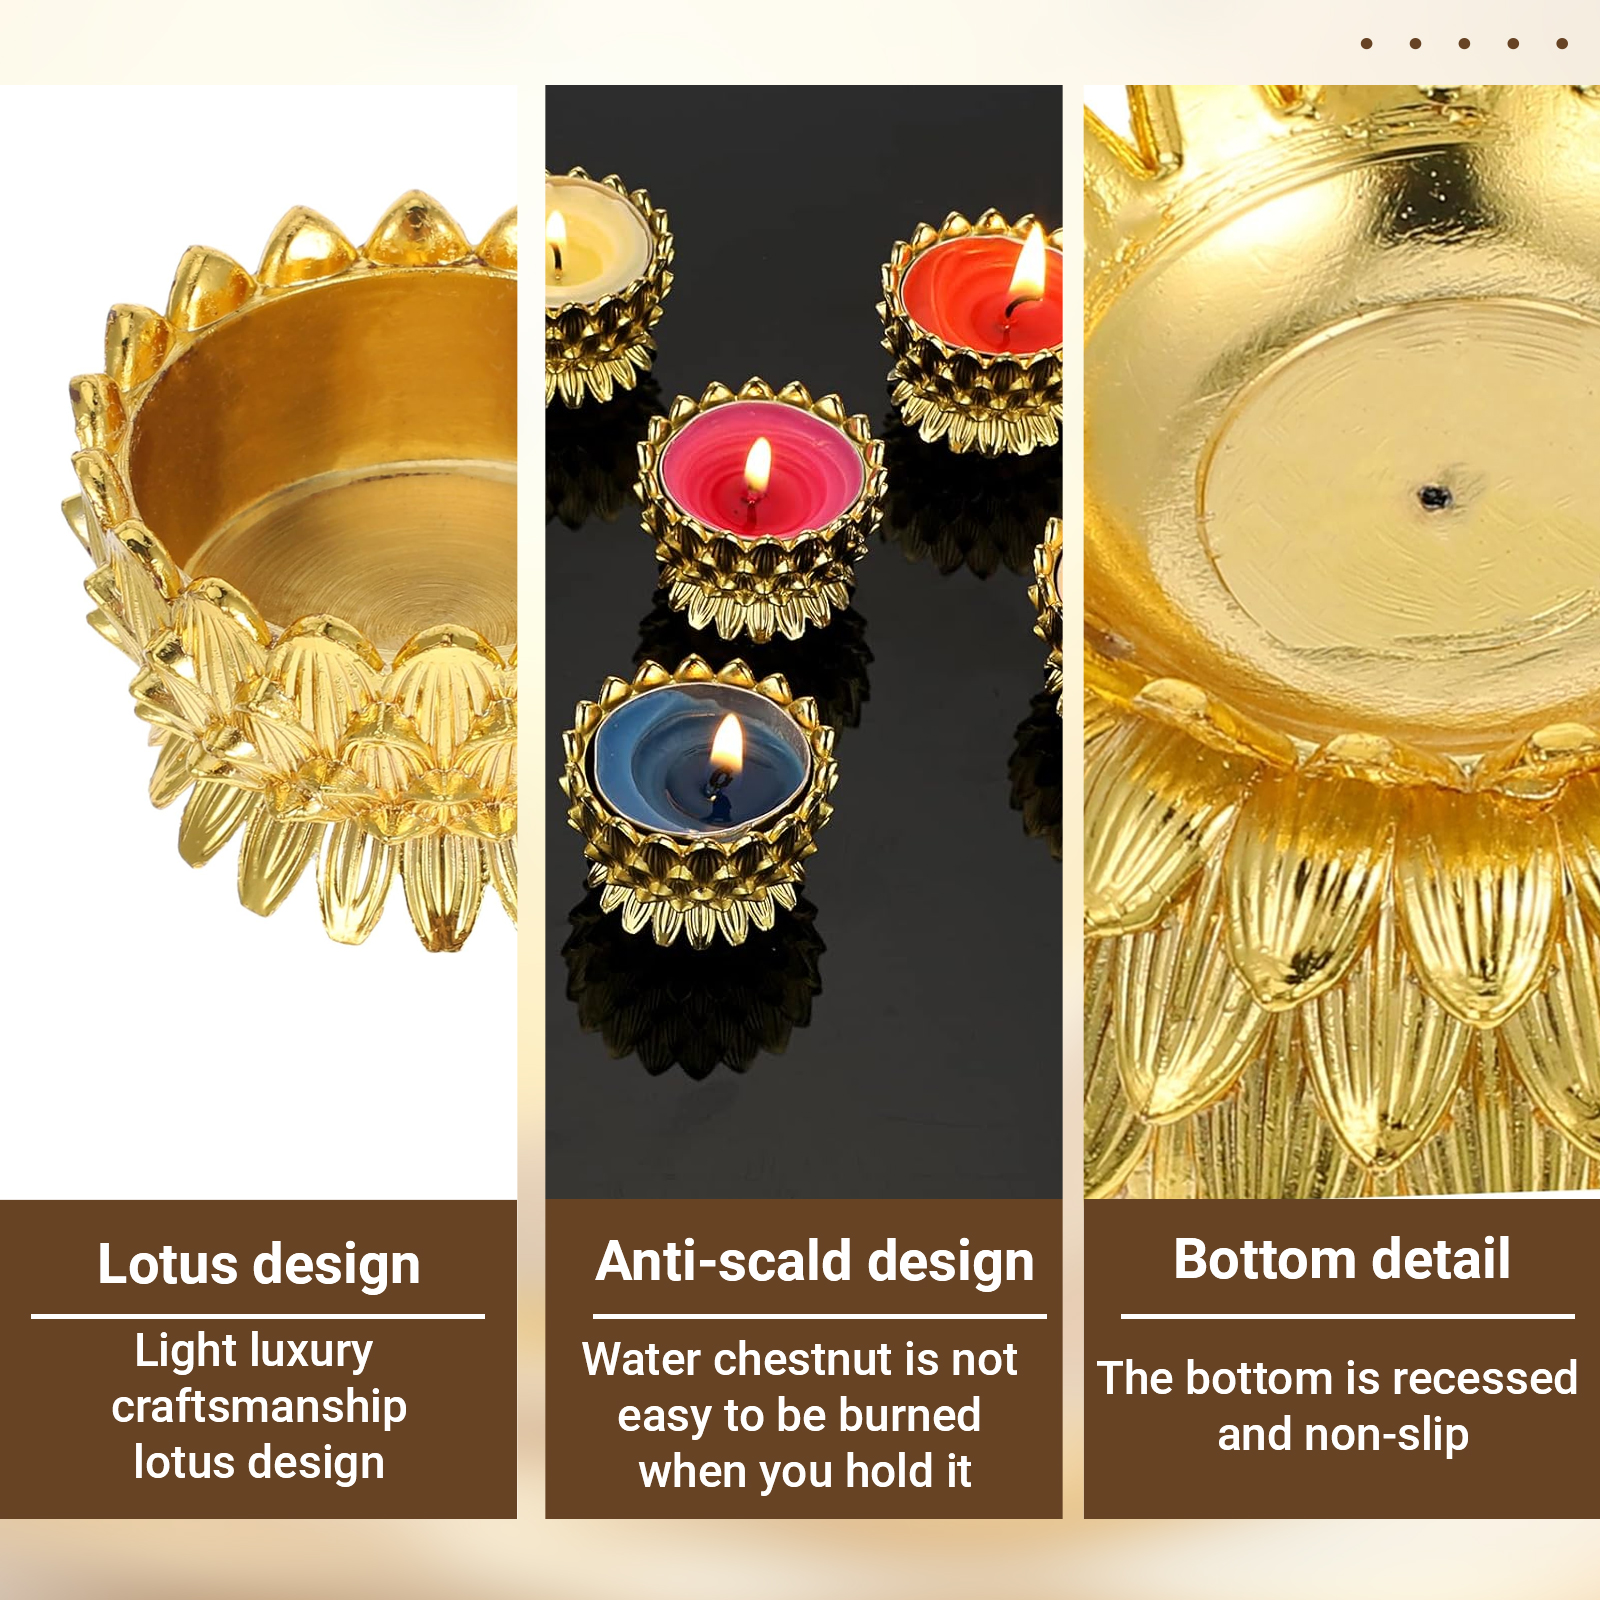 Lotus design
Light luxury
craftsmanship
lotus design
Anti-scald design
Water chestnut is not
easy to be burned
when you hold it
Bottom detail
The bottom is recessed
and non-slip